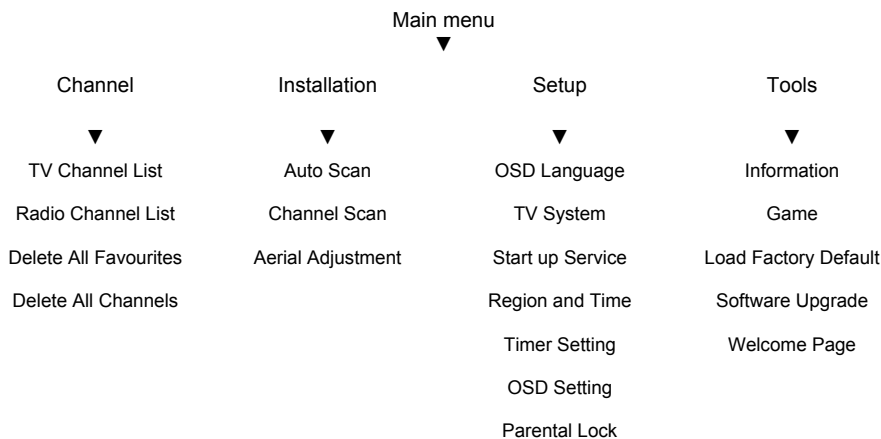 Main menu
▼
Channel Installation Setup Tools
▼ ▼ ▼ ▼
TV Channel List Auto Scan OSD Language Information
Radio Channel List Channel Scan TV System Game
Delete All Favourites Aerial Adjustment Start up Service Load Factory Default
Delete All Channels Region and Time Software Upgrade
Timer Setting Welcome Page
OSD Setting
Parental Lock